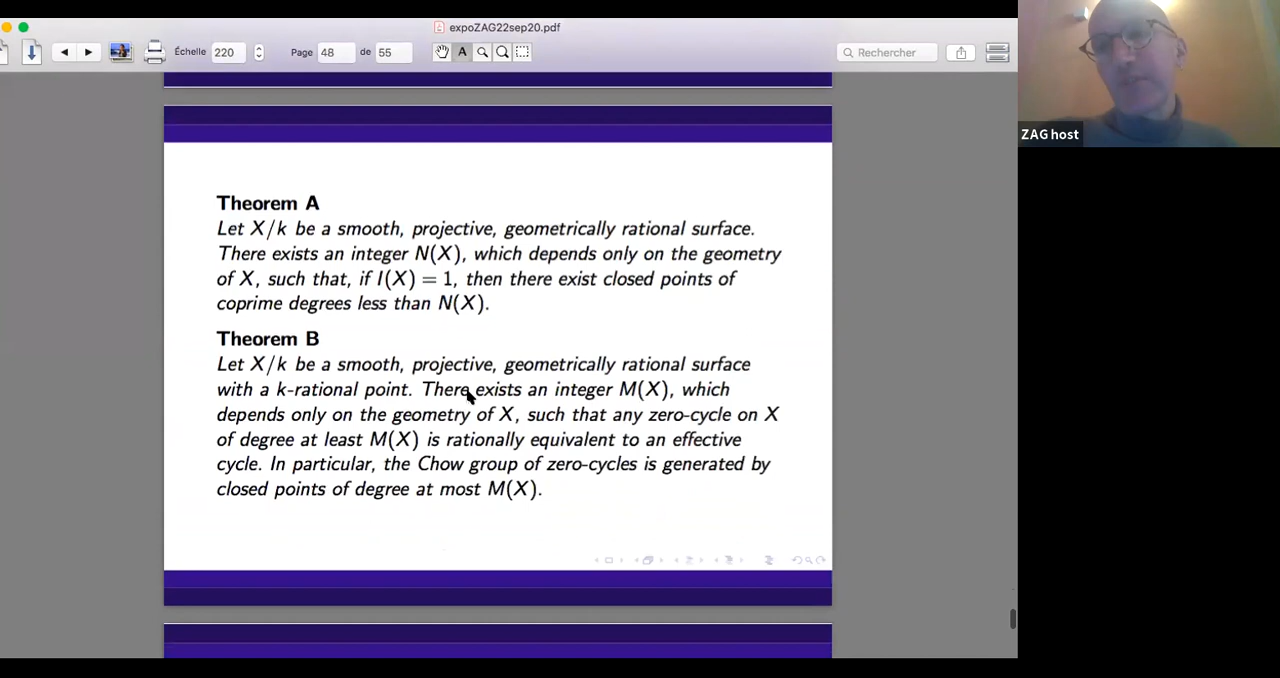 expoZAG22sep20.pdf
Échelle 220 Page 48 de 55 A Rechercher
ZAG host
Theorem A
Let X/k be a smooth, projective, geometrically rational surface.
There exists an integer N(X), which depends only on the geometry
of X, such that, if I(X) = 1, then there exist closed points of
coprime degrees less than N(X).
Theorem B
Let X/k be a smooth, projective, geometrically rational surface
with a k-rational point. There exists an integer M(X), which
depends only on the geometry of X, such that any zero-cycle on X
of degree at least M(X) is rationally equivalent to an effective
cycle. In particular, the Chow group of zero-cycles is generated by
closed points of degree at most M(X).